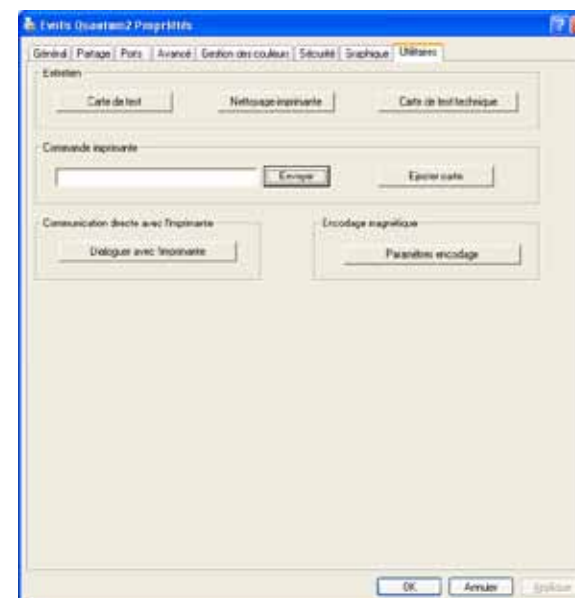 Evolis Quantum2 Propriétés
Général Partage Ports Avancé Gestion des couleurs Sécurité Graphique Utilitaires
Entretien
Carte de test Nettoyage imprimante Carte de test technique
Commande imprimante
Envoyer Ejecter carte
Communication directe avec l'imprimante Encodage magnétique
Dialoguer avec l'imprimante Paramètres encodage
OK Annuler Appliquer